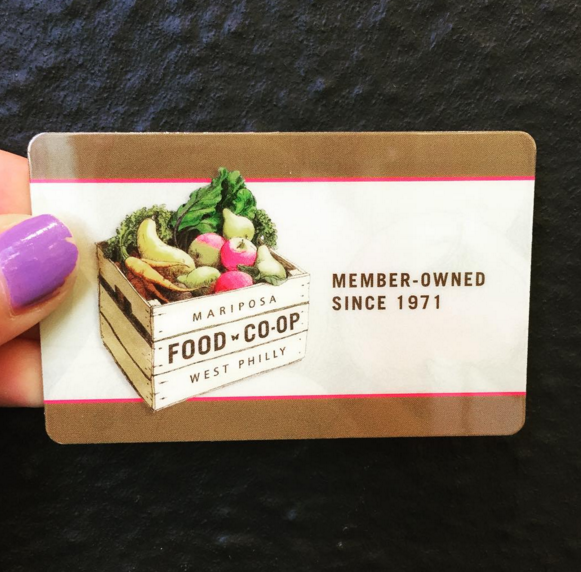 MARIPOSA
FOOD CO-OP
WEST PHILLY
MEMBER-OWNED
SINCE 1971